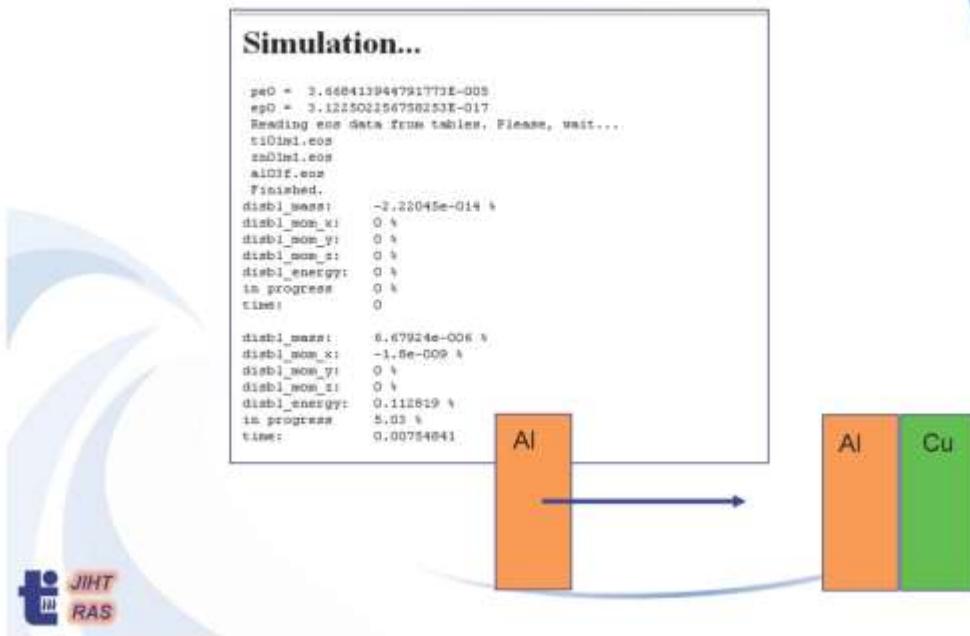 Simulation...
pe0 = 3.668413944791773E-005
ep0 = 3.122502256758253E-017
Reading eos data from tables. Please, wait...
ti01m1.eos
zn01m1.eos
al03f.eos
Finished.
disbl_mass: -2.22045e-014 %
disbl_mom_x: 0 %
disbl_mom_y: 0 %
disbl_mom_z: 0 %
disbl_energy: 0 %
in progress 0 %
time: 0
disbl_mass: 6.67924e-006 %
disbl_mom_x: -1.8e-009 %
disbl_mom_y: 0 %
disbl_mom_z: 0 %
disbl_energy: 0.112819 %
in progress 5.03 %
time: 0.00754841
Al
Al Cu
JIHT
RAS